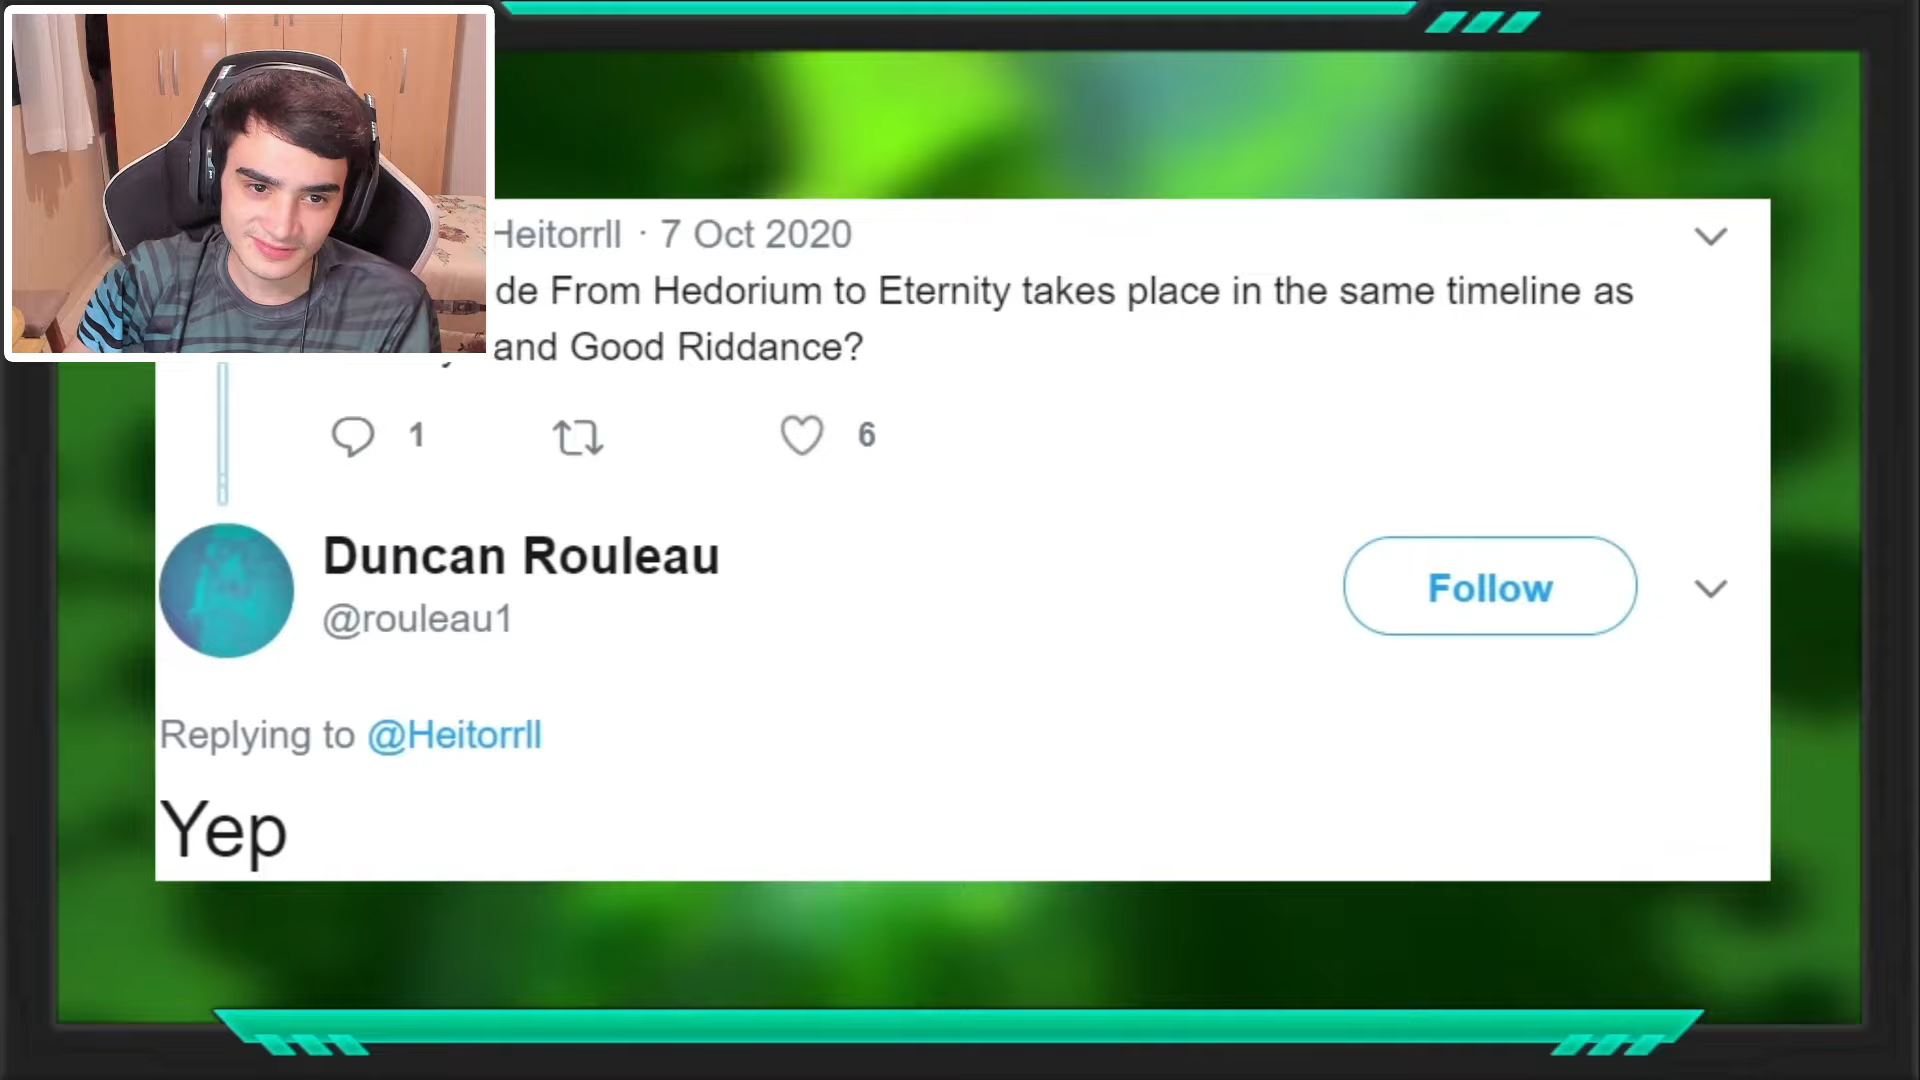 Heitorrll · 7 Oct 2020
de From Hedorium to Eternity takes place in the same timeline as
and Good Riddance?
1
6
Duncan Rouleau
@rouleau1
Follow
Replying to @Heitorrll
Yep